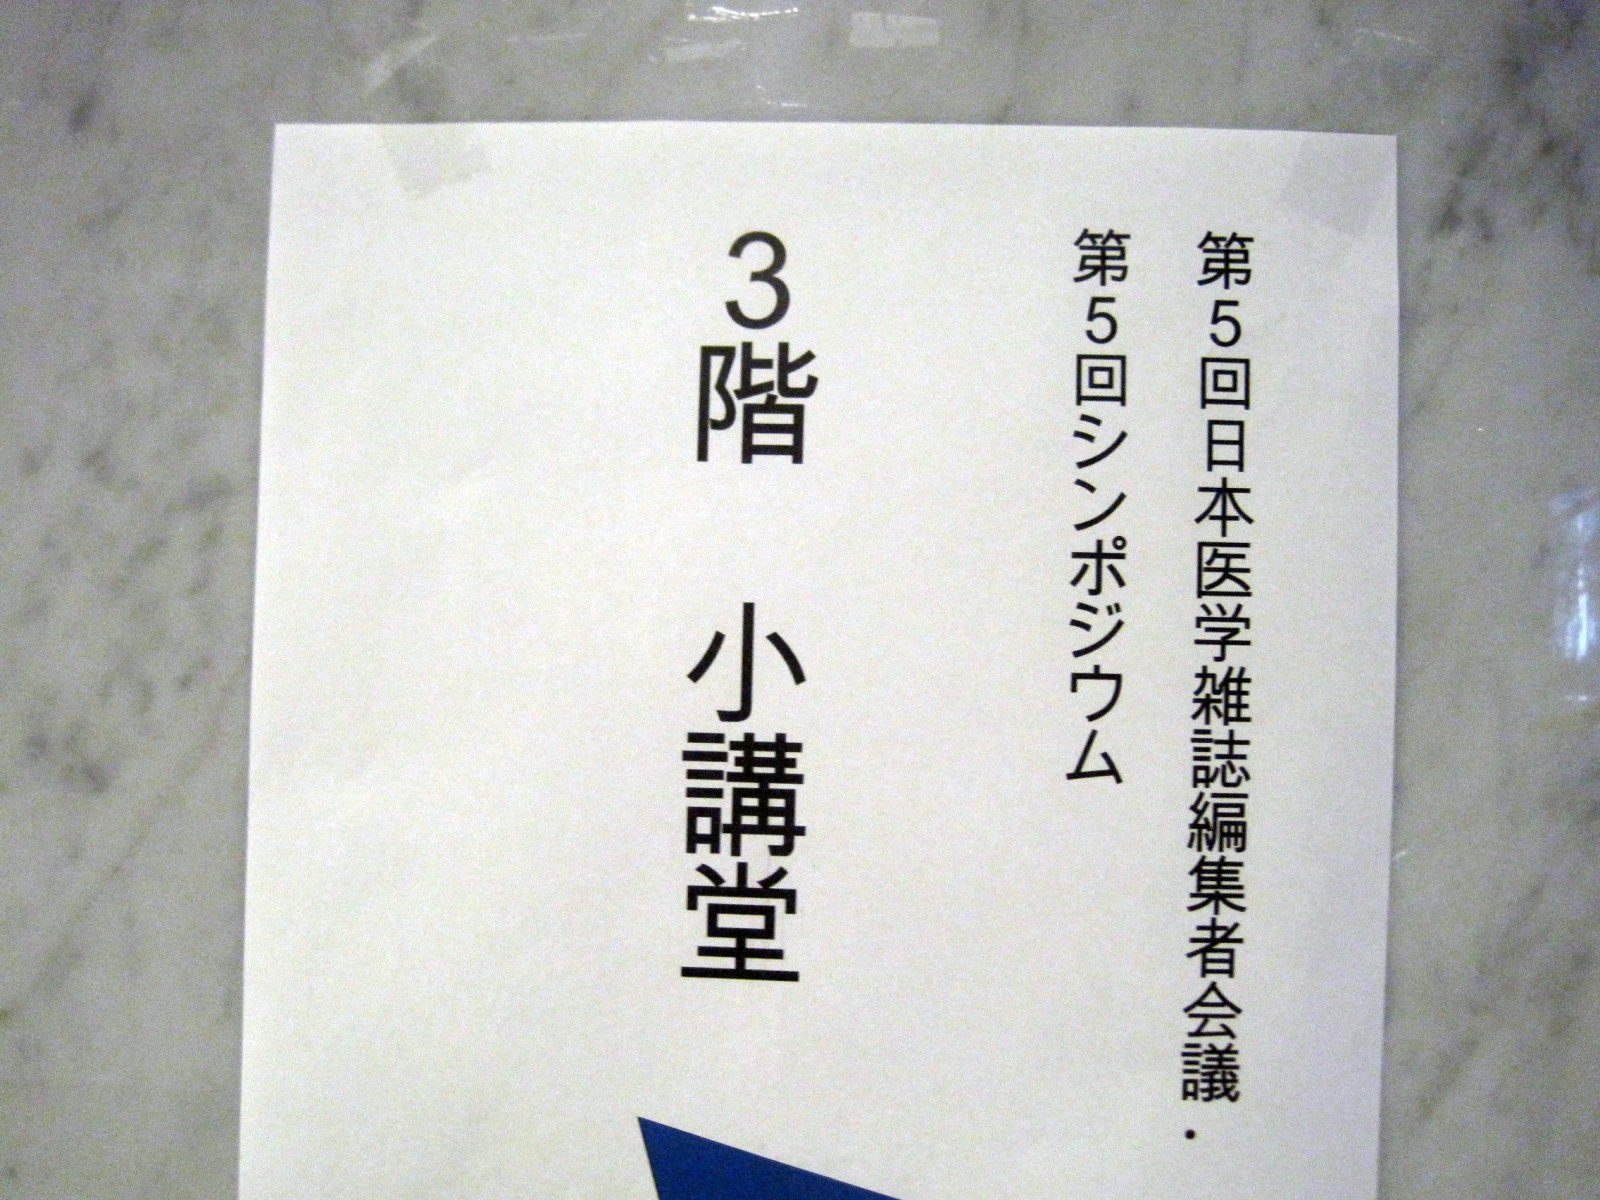 第5回日本医学雑誌編集者会議・
第5回シンポジウム
3階　小講堂